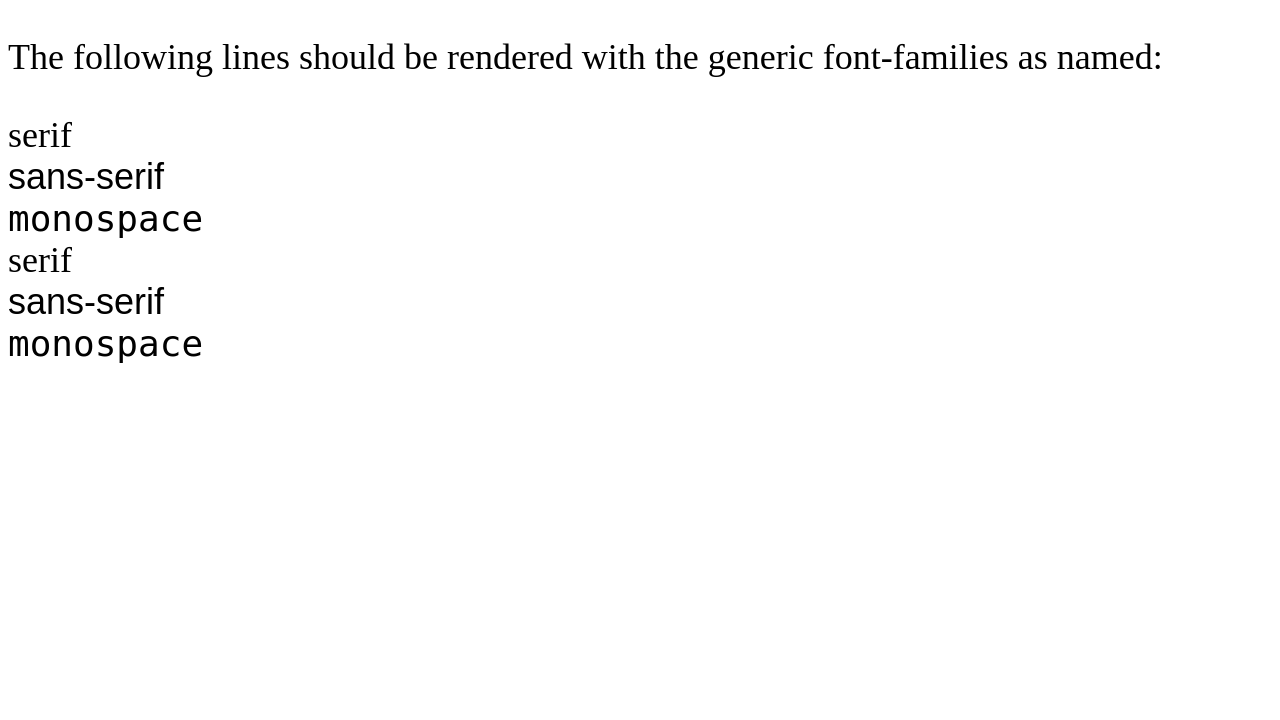 The following lines should be rendered with the generic font-families as named:
serif
sans-serif
monospace
serif
sans-serif
monospace